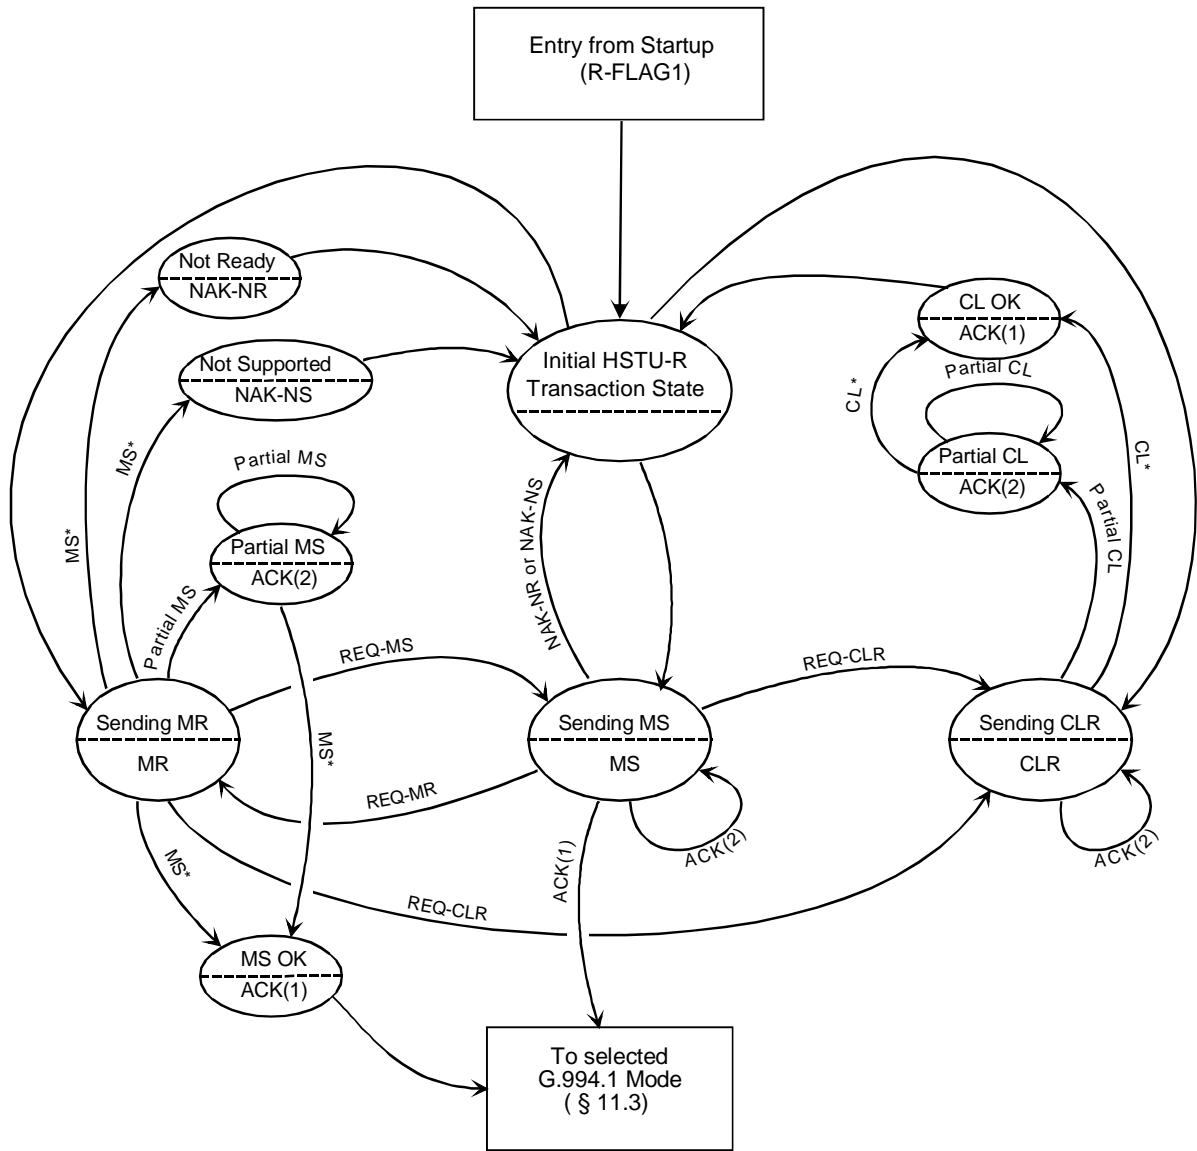 Entry from Startup
(R-FLAG1)
Not Ready
NAK-NR
Not Supported
NAK-NS
Initial HSTU-R
Transaction State
CL OK
ACK(1)
Partial CL
CL*
Partial CL
ACK(2)
CL*
Partial CL
MS*
MS*
Partial MS
Partial MS
ACK(2)
Partial MS
NAK-NR or NAK-NS
REQ-MS
REQ-CLR
Sending MR
MR
Sending MS
MS
Sending CLR
CLR
MS*
REQ-MR
ACK(2)
ACK(2)
MS*
ACK(1)
REQ-CLR
MS OK
ACK(1)
To selected
G.994.1 Mode
( § 11.3)